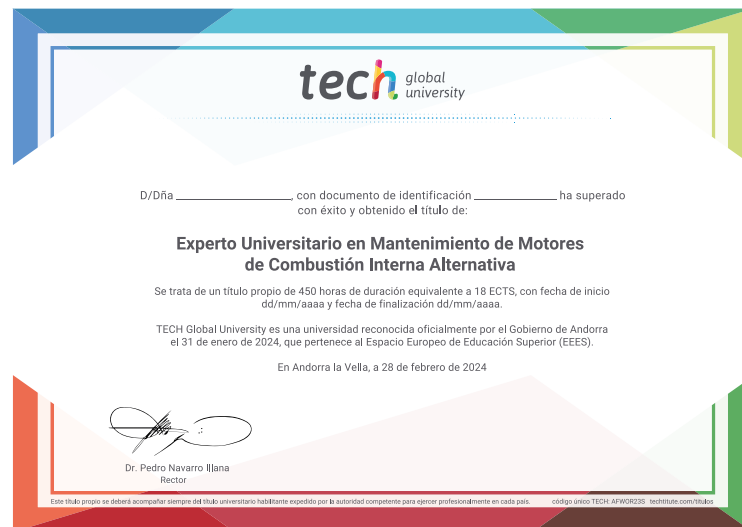 tech global
university
D/Dña ______________, con documento de identificación __________ ha superado
con éxito y obtenido el título de:
Experto Universitario en Mantenimiento de Motores
de Combustión Interna Alternativa
Se trata de un título propio de 450 horas de duración equivalente a 18 ECTS, con fecha de inicio
dd/mm/aaaa y fecha de finalización dd/mm/aaaa.
TECH Global University es una universidad reconocida oficialmente por el Gobierno de Andorra
el 31 de enero de 2024, que pertenece al Espacio Europeo de Educación Superior (EEES).
En Andorra la Vella, a 28 de febrero de 2024
Dr. Pedro Navarro Illana
Rector
Este título propio se deberá acompañar siempre del título universitario habilitante expedido por la autoridad competente para ejercer profesionalmente en cada país. código único TECH: AFWOR23S techtitute.com/titulos